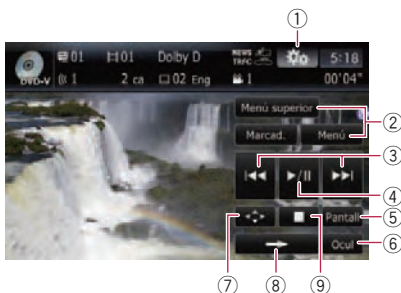 ①
01 01 Dolby D NEWS TRFC 5:18
DVD-V 1 2 ca 02 Eng 1 00'04"
Menú superior
②
Marcad. Menú
③
④
Pantall ⑤
Ocul ⑥
⑦ ⑧ ⑨